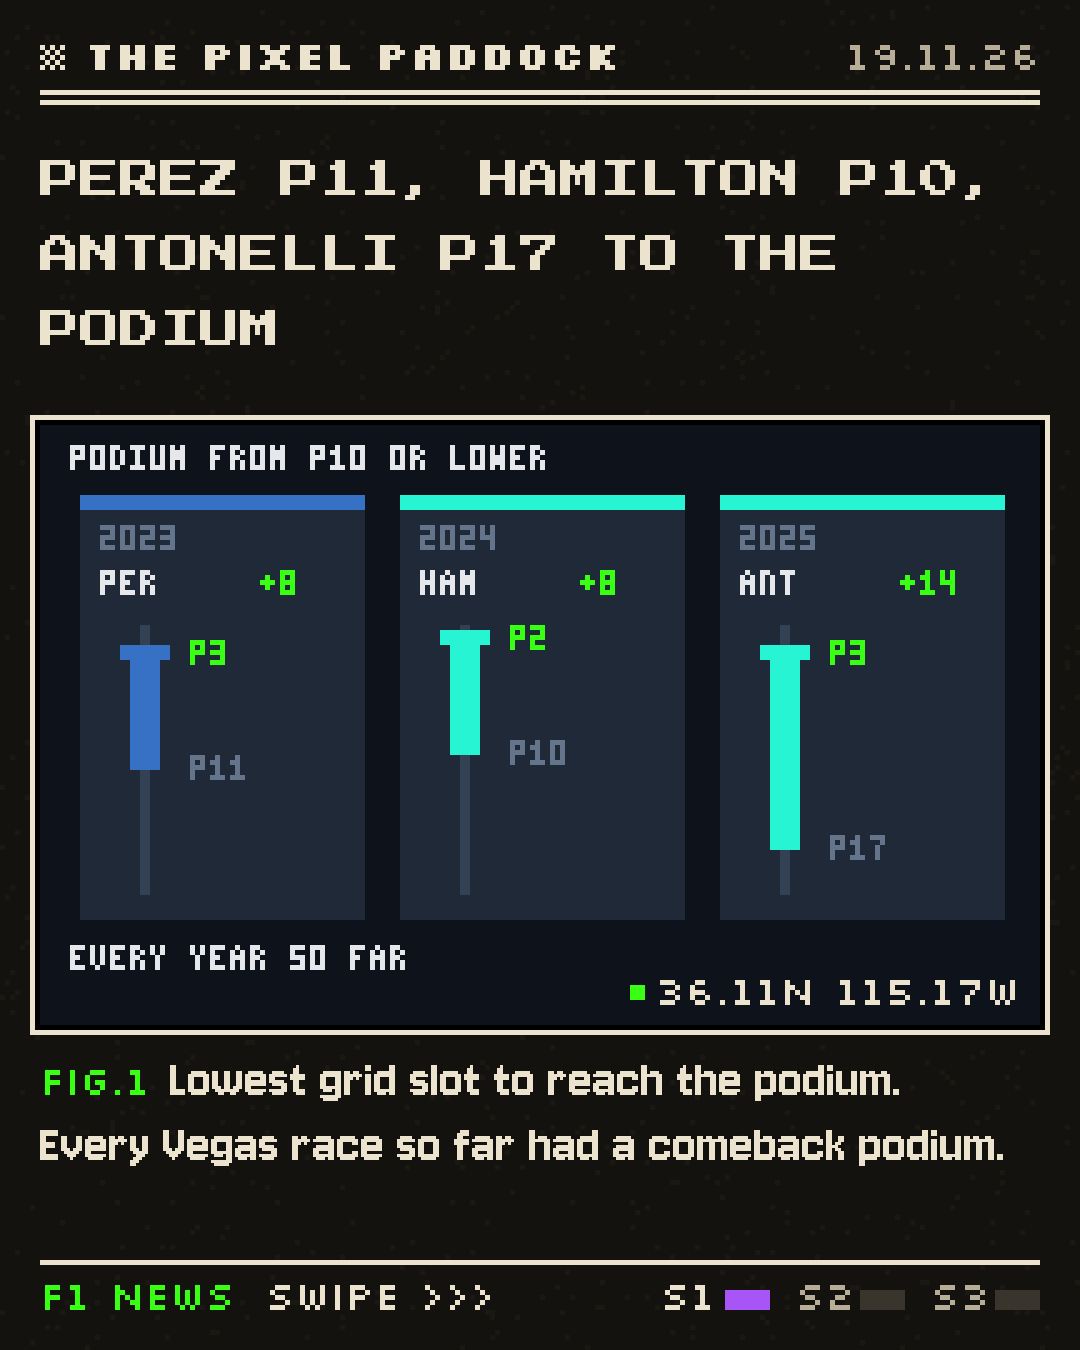 THE PIXEL PADDOCK 19.11.26
PEREZ P11, HAMILTON P10,
ANTONELLI P17 TO THE
PODIUM
PODIUM FROM P10 OR LOWER
2023
PER +8
P3
P11
2024
HAM +8
P2
P10
2025
ANT +14
P3
P17
EVERY YEAR SO FAR
36.11N 115.17W
FIG.1 Lowest grid slot to reach the podium.
Every Vegas race so far had a comeback podium.
F1 NEWS SWIPE >>> S1 S2 S3